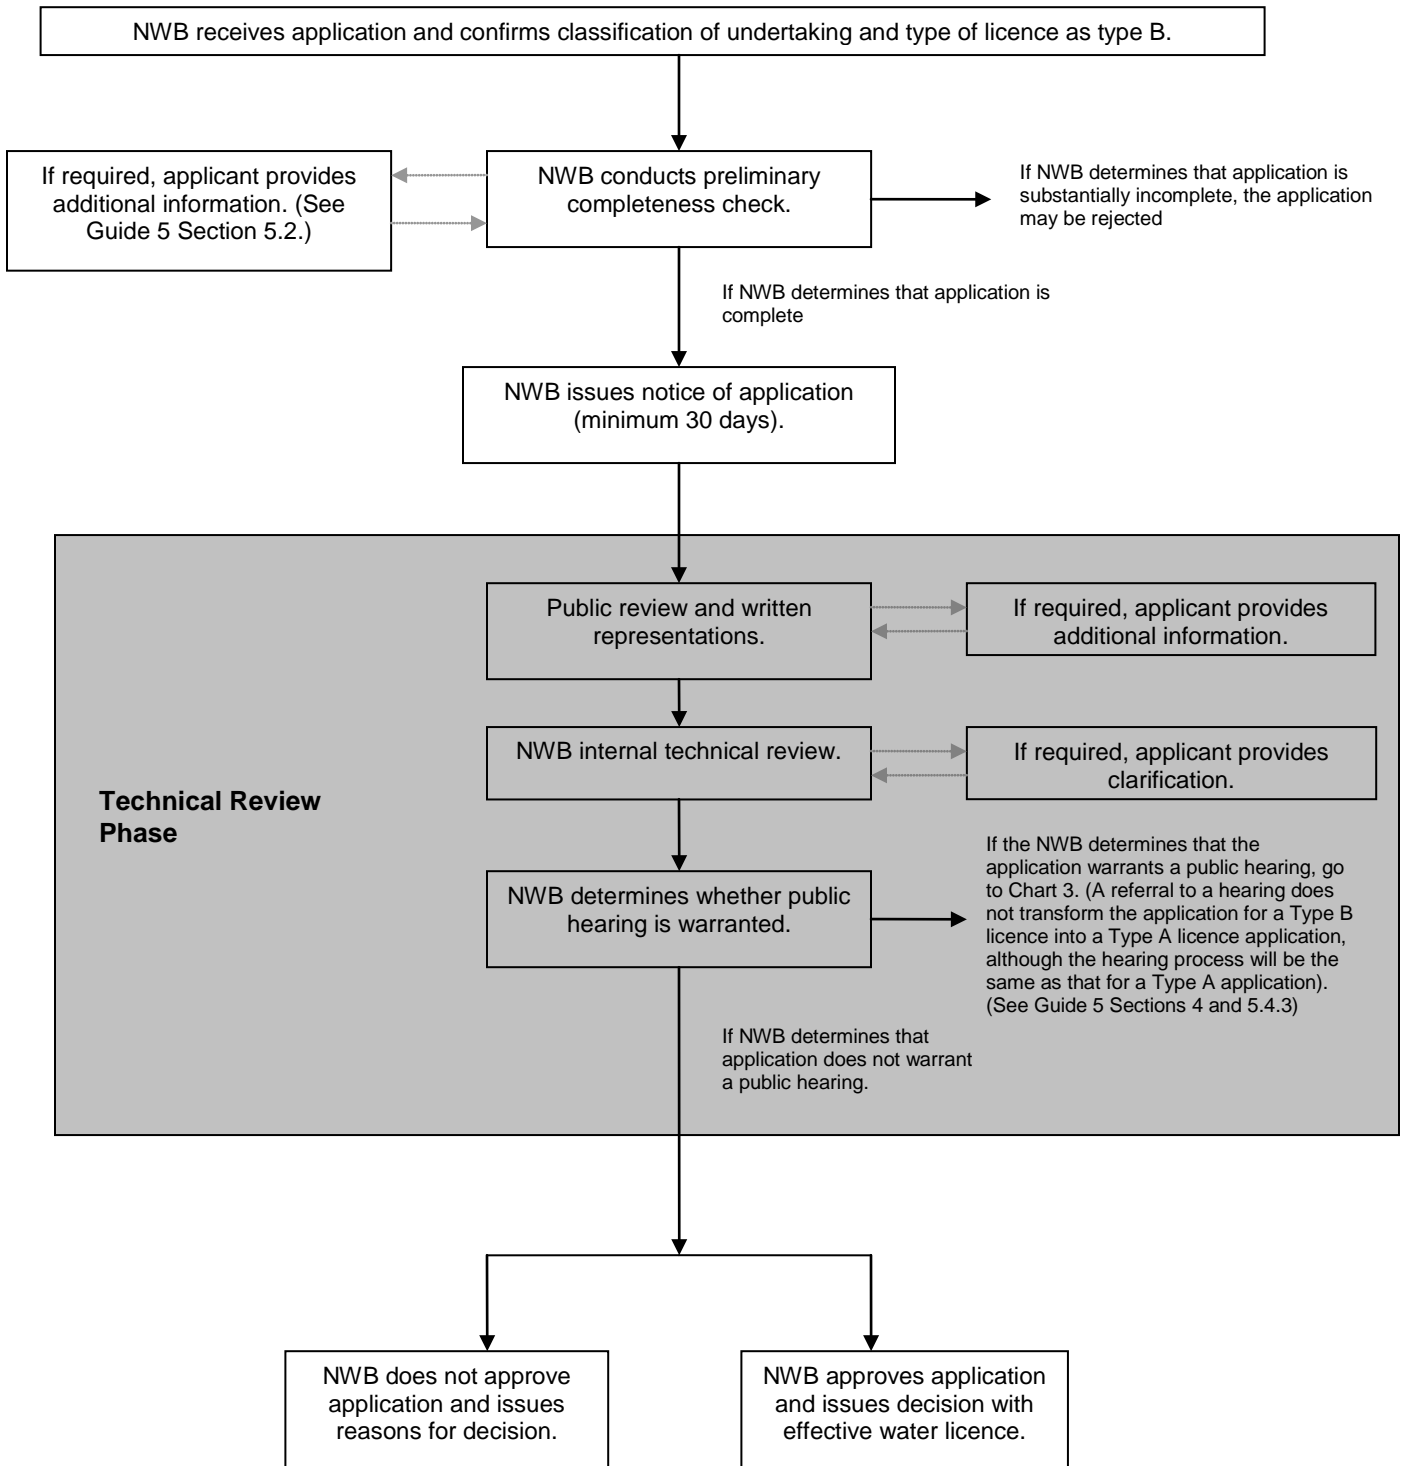 NWB receives application and confirms classification of undertaking and type of licence as type B.
If required, applicant provides
additional information. (See
Guide 5 Section 5.2.)
NWB conducts preliminary
completeness check.
If NWB determines that application is
substantially incomplete, the application
may be rejected
If NWB determines that application is
complete
NWB issues notice of application
(minimum 30 days).
Public review and written
representations.
If required, applicant provides
additional information.
NWB internal technical review.
If required, applicant provides
clarification.
Technical Review
Phase
NWB determines whether public
hearing is warranted.
If the NWB determines that the
application warrants a public hearing, go
to Chart 3. (A referral to a hearing does
not transform the application for a Type B
licence into a Type A licence application,
although the hearing process will be the
same as that for a Type A application).
(See Guide 5 Sections 4 and 5.4.3)
If NWB determines that
application does not warrant
a public hearing.
NWB does not approve
application and issues
reasons for decision.
NWB approves application
and issues decision with
effective water licence.